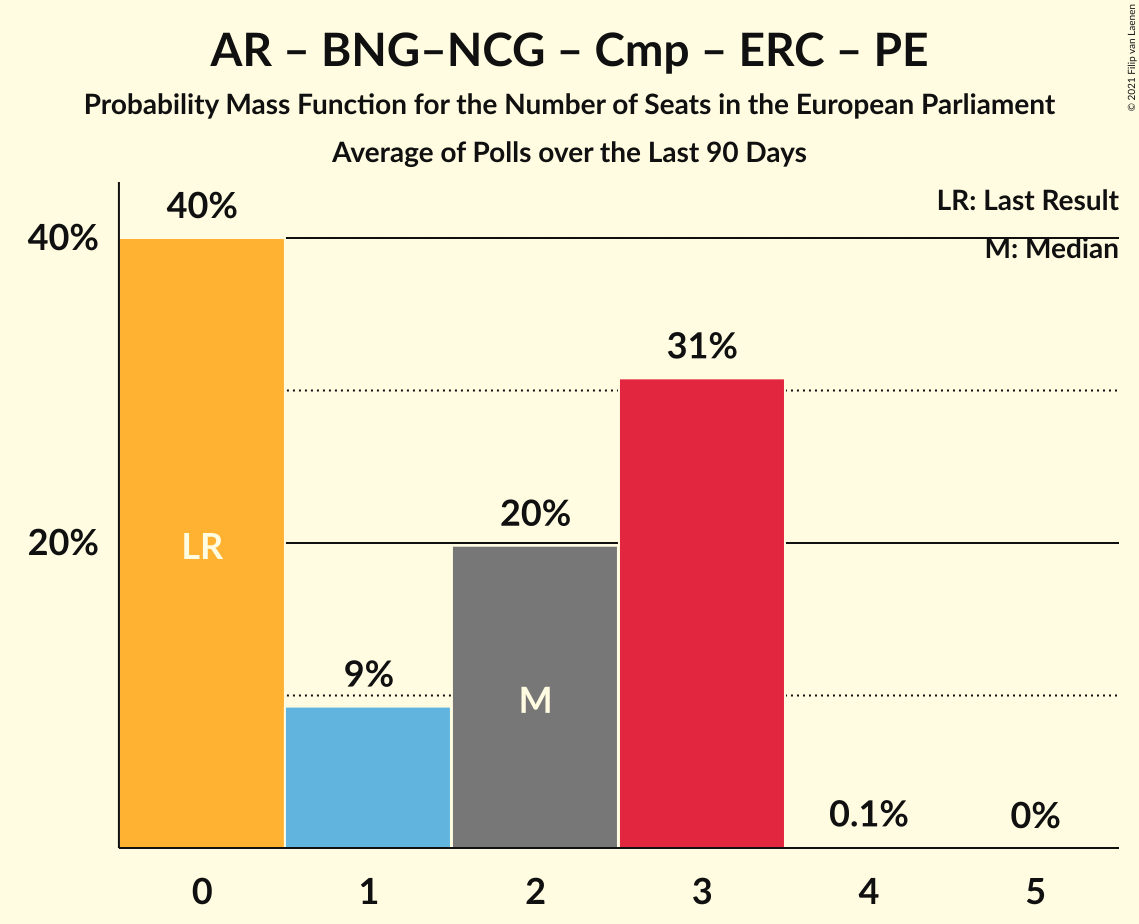 AR – BNG–NCG – Cmp – ERC – PE
Probability Mass Function for the Number of Seats in the European Parliament
Average of Polls over the Last 90 Days
© 2021 Filip van Laenen
LR: Last Result
M: Median
40%
20%
40%
9%
20%
31%
0.1%
0%
LR
M
0 1 2 3 4 5